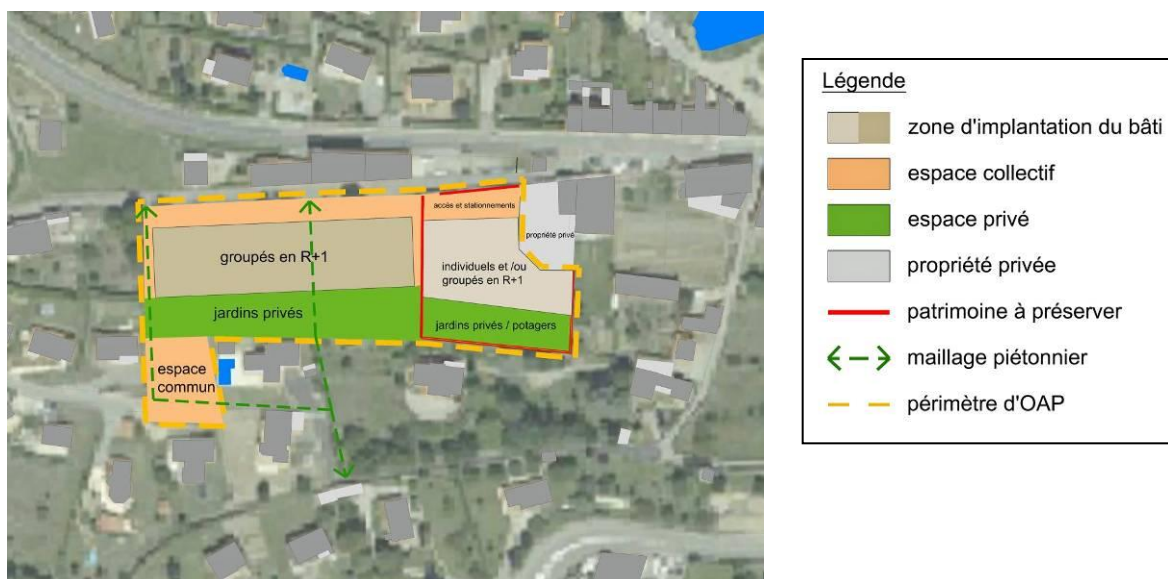 accès et stationnements
propriété privé
groupés en R+1
individuels et /ou
groupés en R+1
jardins privés
jardins privés / potagers
espace
commun
Légende
zone d'implantation du bâti
espace collectif
espace privé
propriété privée
patrimoine à préserver
maillage piétonnier
périmètre d'OAP